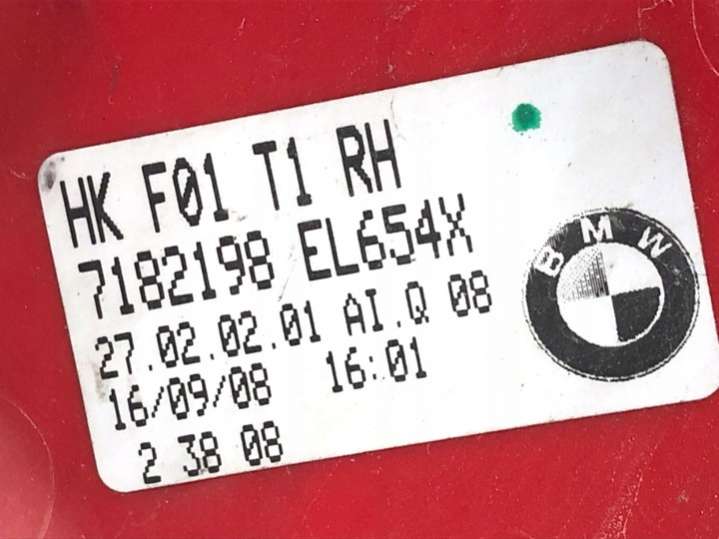 HK F01 T1 RH
7182198 EL654X
27.02.02.01 AI.Q 08
16/09/08 16:01
2 38 08
BMW